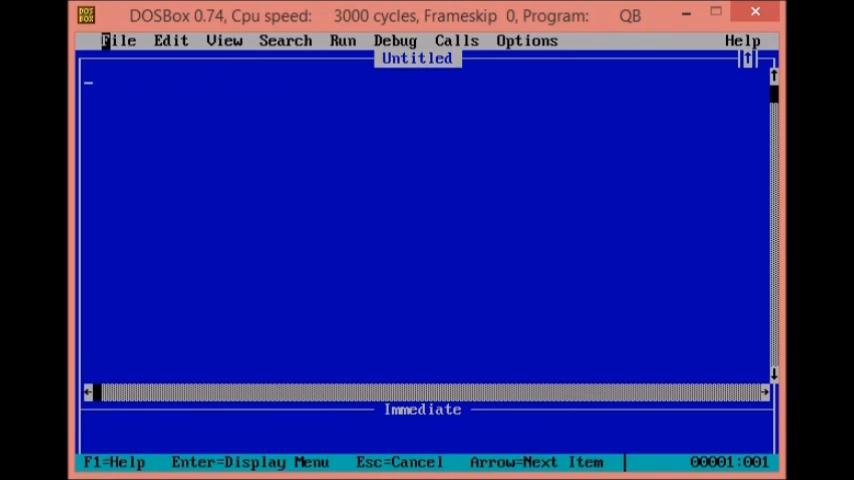 DOSBox 0.74, Cpu speed: 3000 cycles, Frameskip 0, Program: QB
File Edit View Search Run Debug Calls Options Help
Untitled
Immediate
F1=Help Enter=Display Menu Esc=Cancel Arrow=Next Item 00001:001